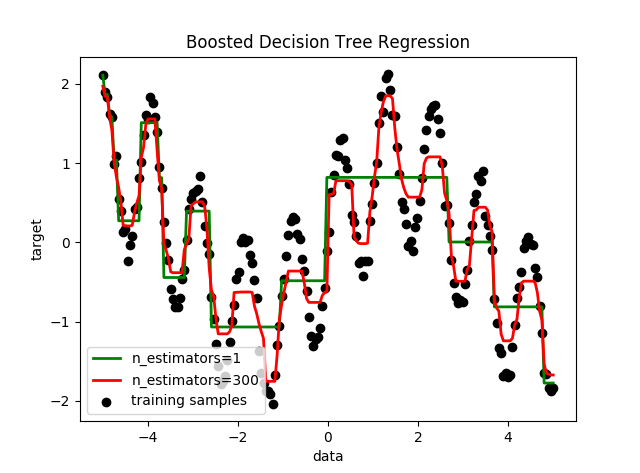 Boosted Decision Tree Regression
target
2
1
0
−1
−2
n_estimators=1
n_estimators=300
training samples
−4
−2
0
2
4
data